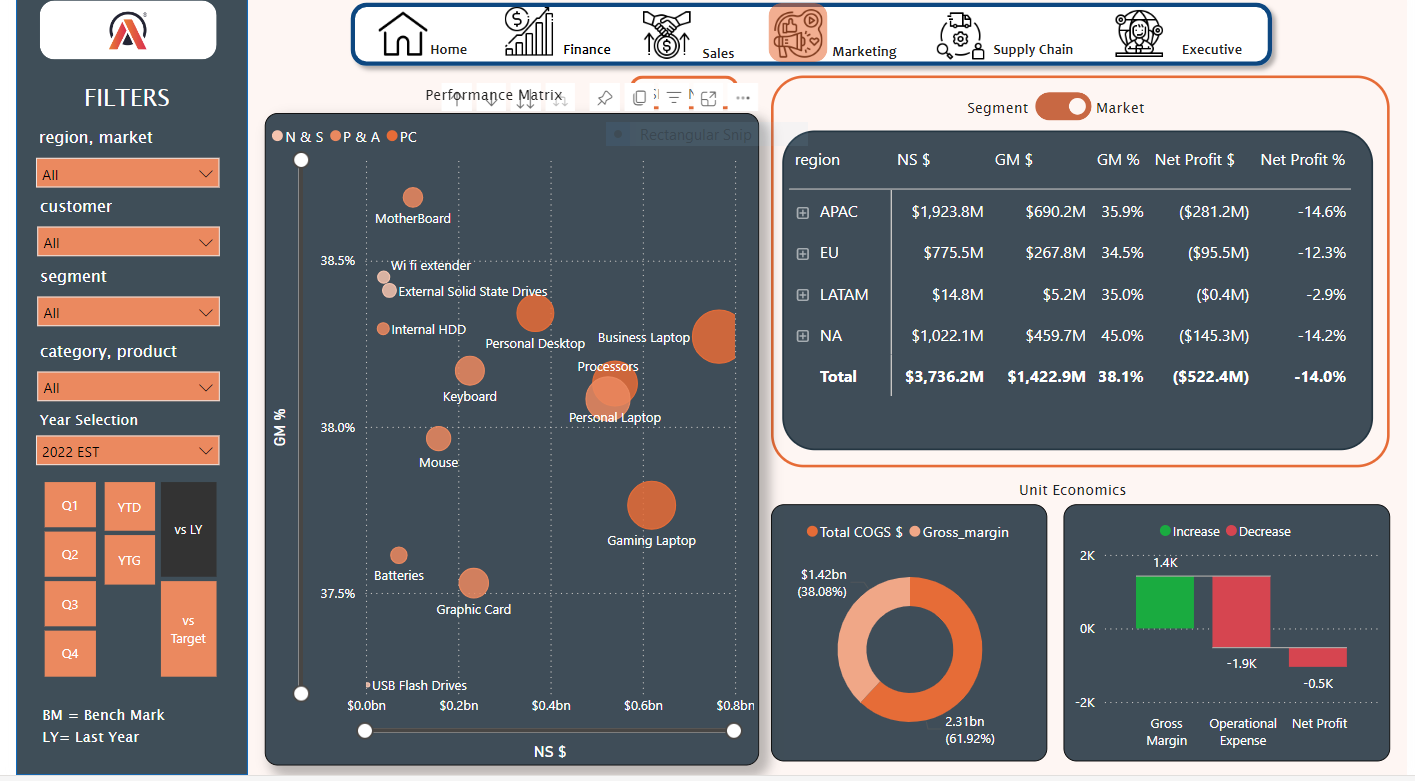 Home
Finance
Sales
Marketing
Supply Chain
Executive
FILTERS
region, market
All
customer
All
segment
All
category, product
All
Year Selection
2022 EST
Q1
Q2
Q3
Q4
YTD
YTG
vs LY
vs
Target
BM = Bench Mark
LY= Last Year
Performance Matrix
Rectangular Snip
N & S
P & A
PC
MotherBoard
38.5%
Wi fi extender
External Solid State Drives
Internal HDD
Personal Desktop
Business Laptop
Processors
Keyboard
Personal Laptop
38.0%
Mouse
GM %
Gaming Laptop
Batteries
37.5%
Graphic Card
USB Flash Drives
$0.0bn
$0.2bn
$0.4bn
$0.6bn
$0.8bn
NS $
Segment
Market
region NS $ GM $ GM % Net Profit $ Net Profit %
APAC $1,923.8M $690.2M 35.9% ($281.2M) -14.6%
EU $775.5M $267.8M 34.5% ($95.5M) -12.3%
LATAM $14.8M $5.2M 35.0% ($0.4M) -2.9%
NA $1,022.1M $459.7M 45.0% ($145.3M) -14.2%
Total $3,736.2M $1,422.9M 38.1% ($522.4M) -14.0%
Unit Economics
Total COGS $
Gross_margin
$1.42bn
(38.08%)
2.31bn
(61.92%)
Increase
Decrease
2K
1.4K
0K
-1.9K
-0.5K
-2K
Gross
Margin
Operational
Expense
Net Profit